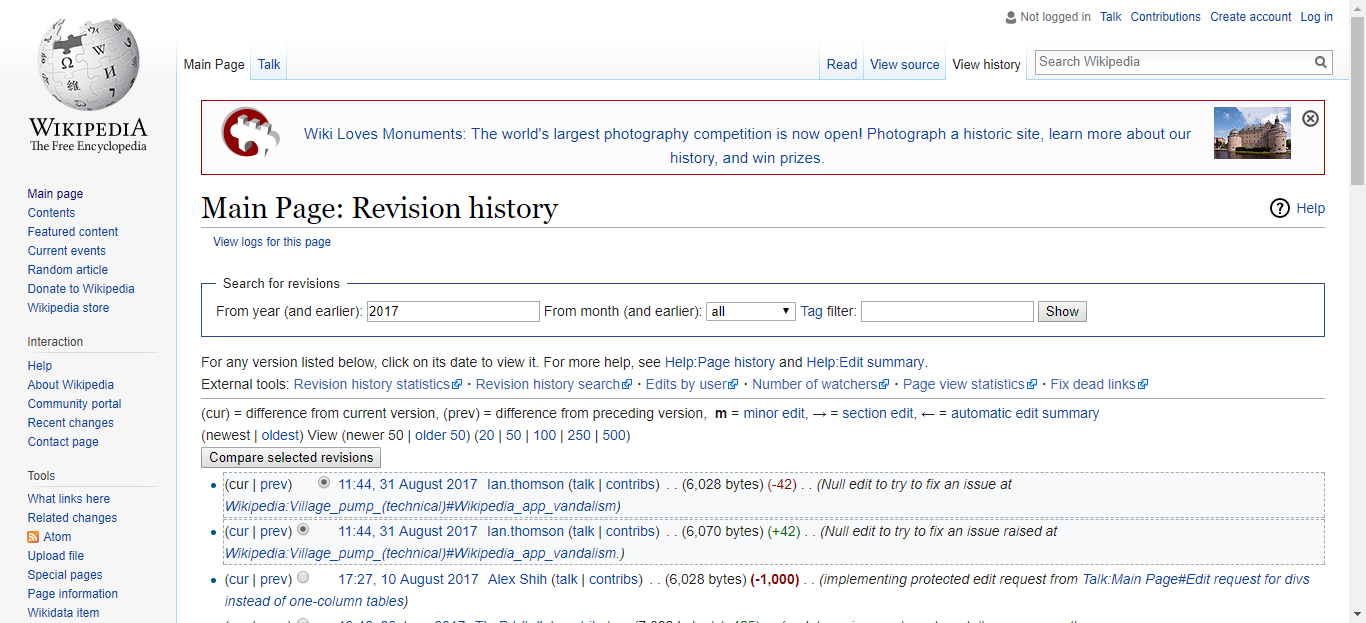 Not logged in Talk Contributions Create account Log in
Main Page Talk Read View source View history Search Wikipedia
WIKIPEDIA
The Free Encyclopedia
Main page
Contents
Featured content
Current events
Random article
Donate to Wikipedia
Wikipedia store
Interaction
Help
About Wikipedia
Community portal
Recent changes
Contact page
Tools
What links here
Related changes
Atom
Upload file
Special pages
Page information
Wikidata item
Wiki Loves Monuments: The world's largest photography competition is now open! Photograph a historic site, learn more about our
history, and win prizes.
Main Page: Revision history
Help
View logs for this page
Search for revisions
From year (and earlier): 2017 From month (and earlier): all Tag filter: Show
For any version listed below, click on its date to view it. For more help, see Help:Page history and Help:Edit summary.
External tools: Revision history statistics · Revision history search · Edits by user · Number of watchers · Page view statistics · Fix dead links
(cur) = difference from current version, (prev) = difference from preceding version, m = minor edit, → = section edit, ← = automatic edit summary
(newest | oldest) View (newer 50 | older 50) (20 | 50 | 100 | 250 | 500)
Compare selected revisions
(cur | prev) 11:44, 31 August 2017 Ian.thomson (talk | contribs) . . (6,028 bytes) (-42) . . (Null edit to try to fix an issue at
Wikipedia:Village_pump_(technical)#Wikipedia_app_vandalism)
(cur | prev) 11:44, 31 August 2017 Ian.thomson (talk | contribs) . . (6,070 bytes) (+42) . . (Null edit to try to fix an issue raised at
Wikipedia:Village_pump_(technical)#Wikipedia_app_vandalism.)
(cur | prev) 17:27, 10 August 2017 Alex Shih (talk | contribs) . . (6,028 bytes) (-1,000) . . (implementing protected edit request from Talk:Main Page#Edit request for divs
instead of one-column tables)